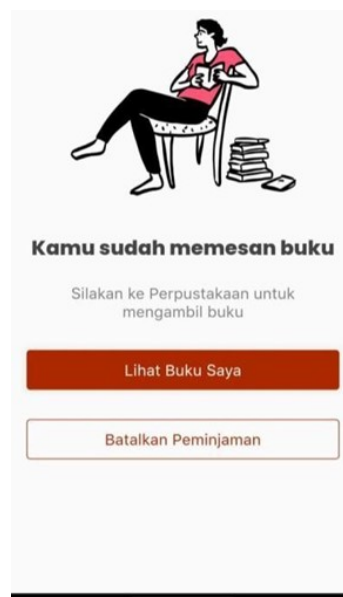 Kamu sudah memesan buku
Silakan ke Perpustakaan untuk
mengambil buku
Lihat Buku Saya
Batalkan Peminjaman